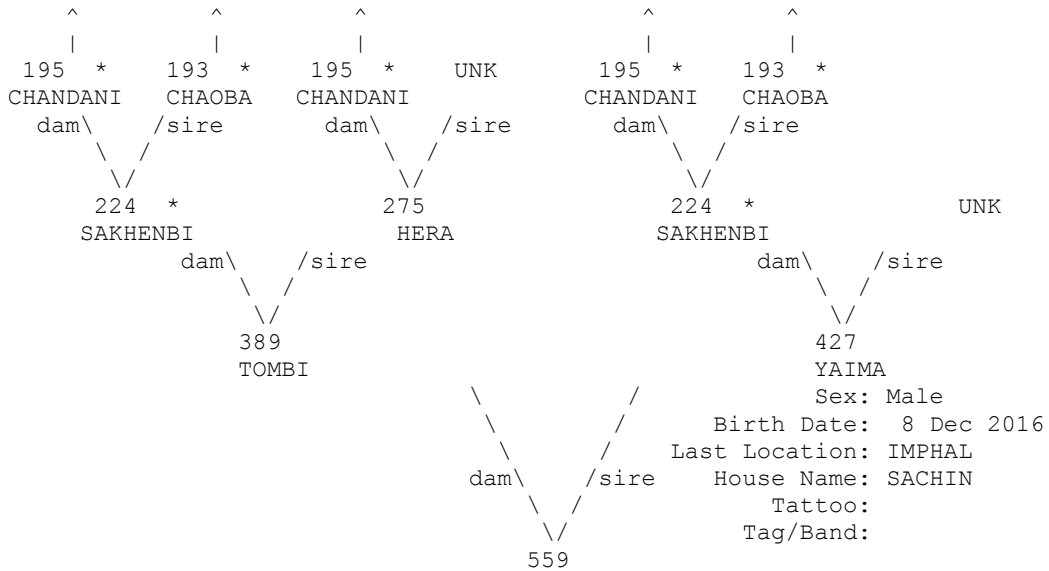 ^ ^ ^ ^ ^
| | | | |
195 * 193 * 195 * UNK 195 * 193 *
CHANDANI CHAOBA CHANDANI CHANDANI CHAOBA
dam\ /sire dam\ /sire dam\ /sire
\ / \ / \ /
\/ \/ \/
224 * 275 224 * UNK
SAKHENBI HERA SAKHENBI
dam\ /sire dam\ /sire
\ / \ /
\/ \/
389 427
TOMBI YAIMA
\ / Sex: Male
\ / Birth Date: 8 Dec 2016
\ / Last Location: IMPHAL
dam\ /sire House Name: SACHIN
\ / Tattoo:
\/ Tag/Band:
559